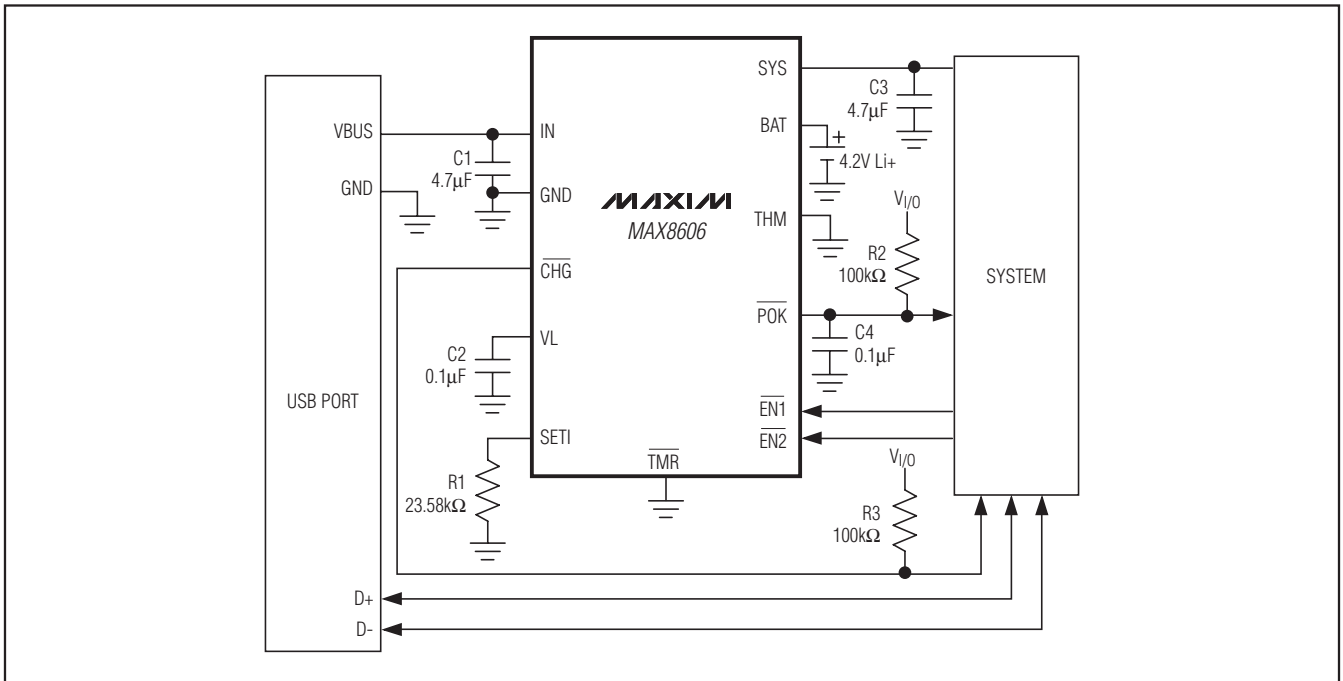 USB PORT
VBUS
GND
D+
D-
C1
4.7µF
C2
0.1µF
R1
23.58kΩ
IN
GND
CHG
VL
SETI
MAXIM
MAX8606
TMR
SYS
BAT
THM
POK
EN1
EN2
C3
4.7µF
+
4.2V Li+
VI/O
R2
100kΩ
C4
0.1µF
VI/O
R3
100kΩ
SYSTEM